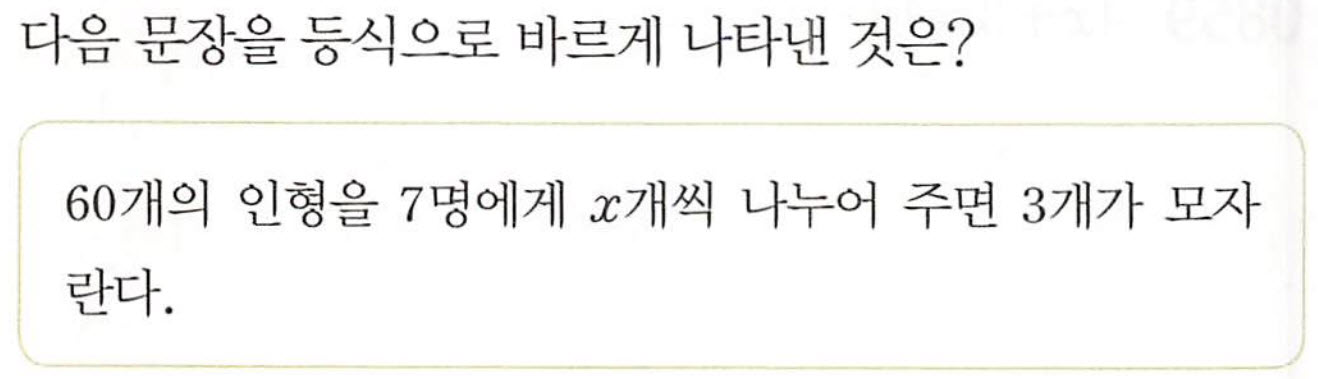 다음 문장을 등식으로 바르게 나타낸 것은?
60개의 인형을 7명에게 x개씩 나누어 주면 3개가 모자
란다.